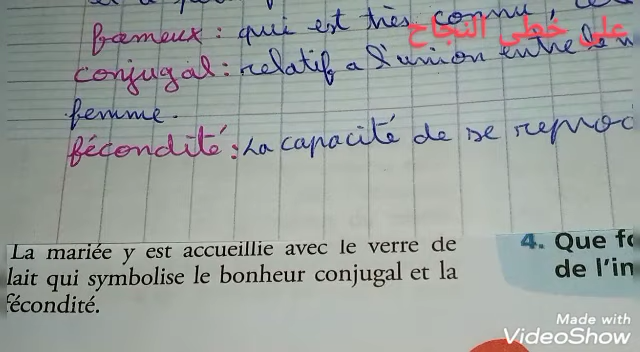 fameux : qui est très connu,
على خطى النجاح
conjugal : relatif a l'union entre
femme.
fécondité : La capacité de se reproc
La mariée y est accueillie avec le verre de
lait qui symbolise le bonheur conjugal et la
fécondité.
4. Que fo
de l'in
Made with
VideoShow